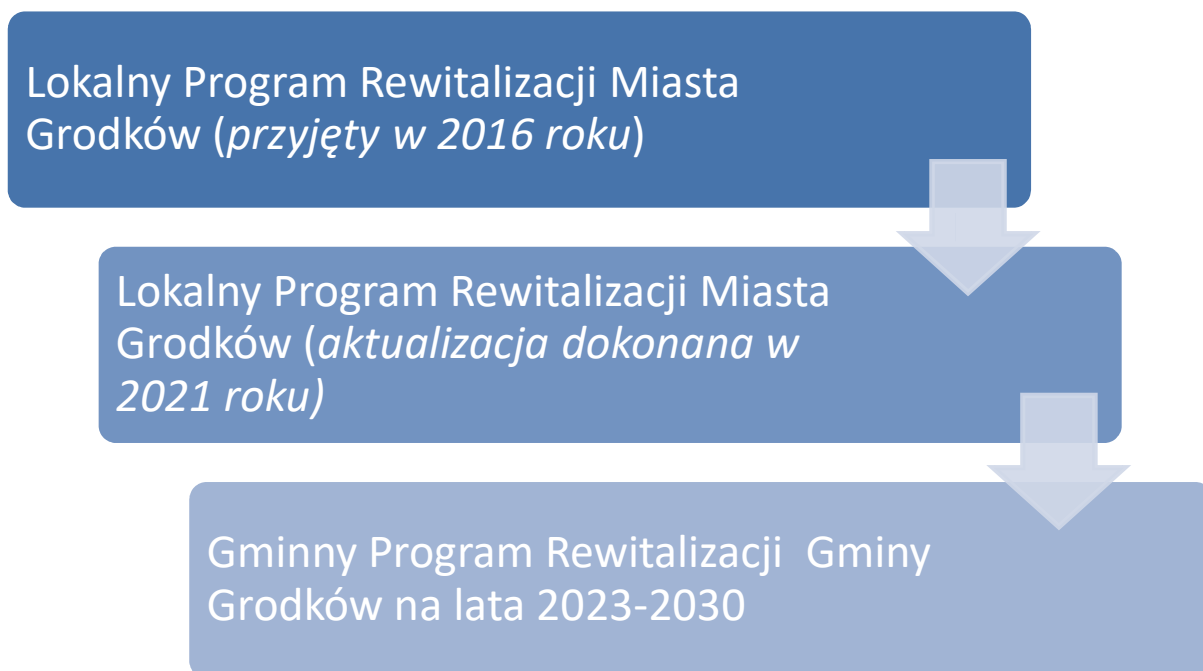 Lokalny Program Rewitalizacji Miasta
Grodków (przyjęty w 2016 roku)
Lokalny Program Rewitalizacji Miasta
Grodków (aktualizacja dokonana w
2021 roku)
Gminny Program Rewitalizacji  Gminy
Grodków na lata 2023-2030